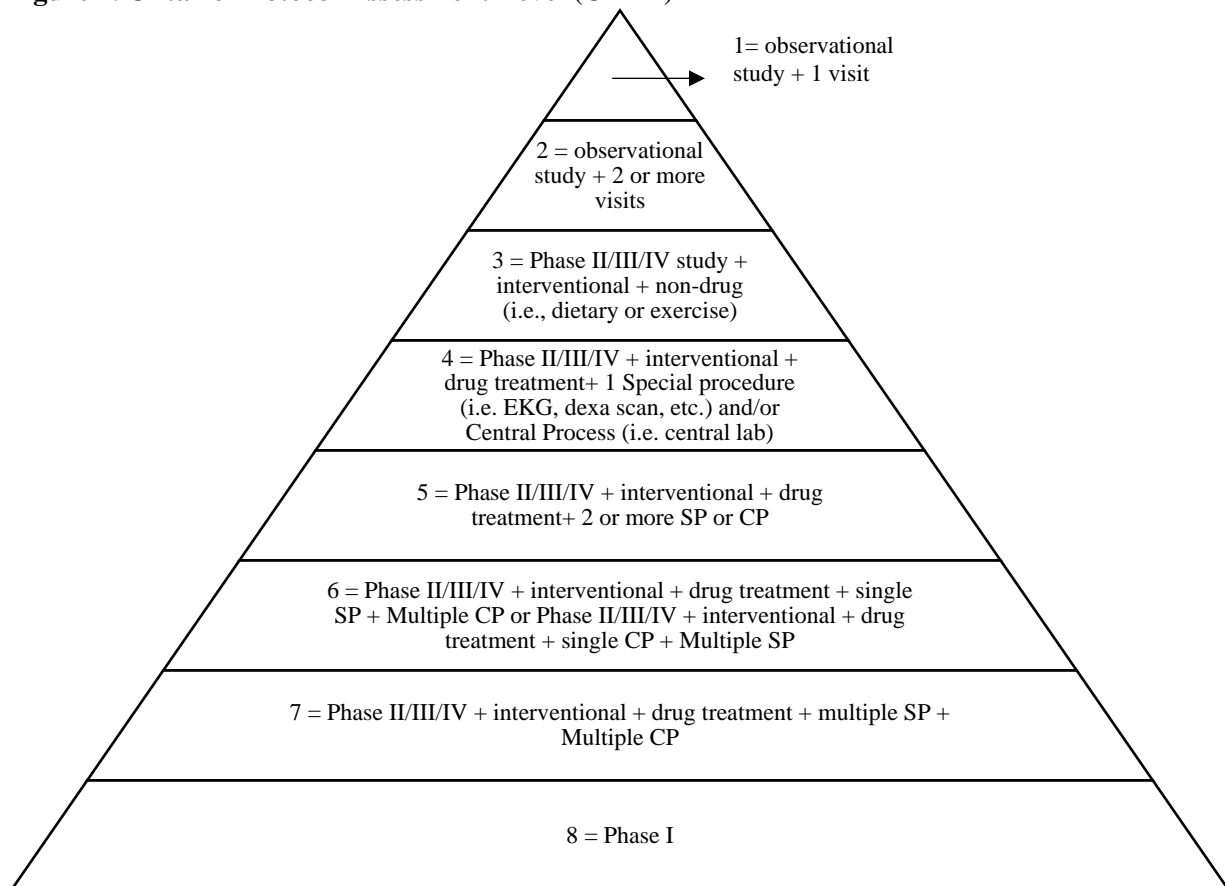 1= observational
study + 1 visit
2 = observational
study + 2 or more
visits
3 = Phase II/III/IV study +
interventional + non-drug
(i.e., dietary or exercise)
4 = Phase II/III/IV + interventional +
drug treatment+ 1 Special procedure
(i.e. EKG, dexa scan, etc.) and/or
Central Process (i.e. central lab)
5 = Phase II/III/IV + interventional + drug
treatment+ 2 or more SP or CP
6 = Phase II/III/IV + interventional + drug treatment + single
SP + Multiple CP or Phase II/III/IV + interventional + drug
treatment + single CP + Multiple SP
7 = Phase II/III/IV + interventional + drug treatment + multiple SP +
Multiple CP
8 = Phase I